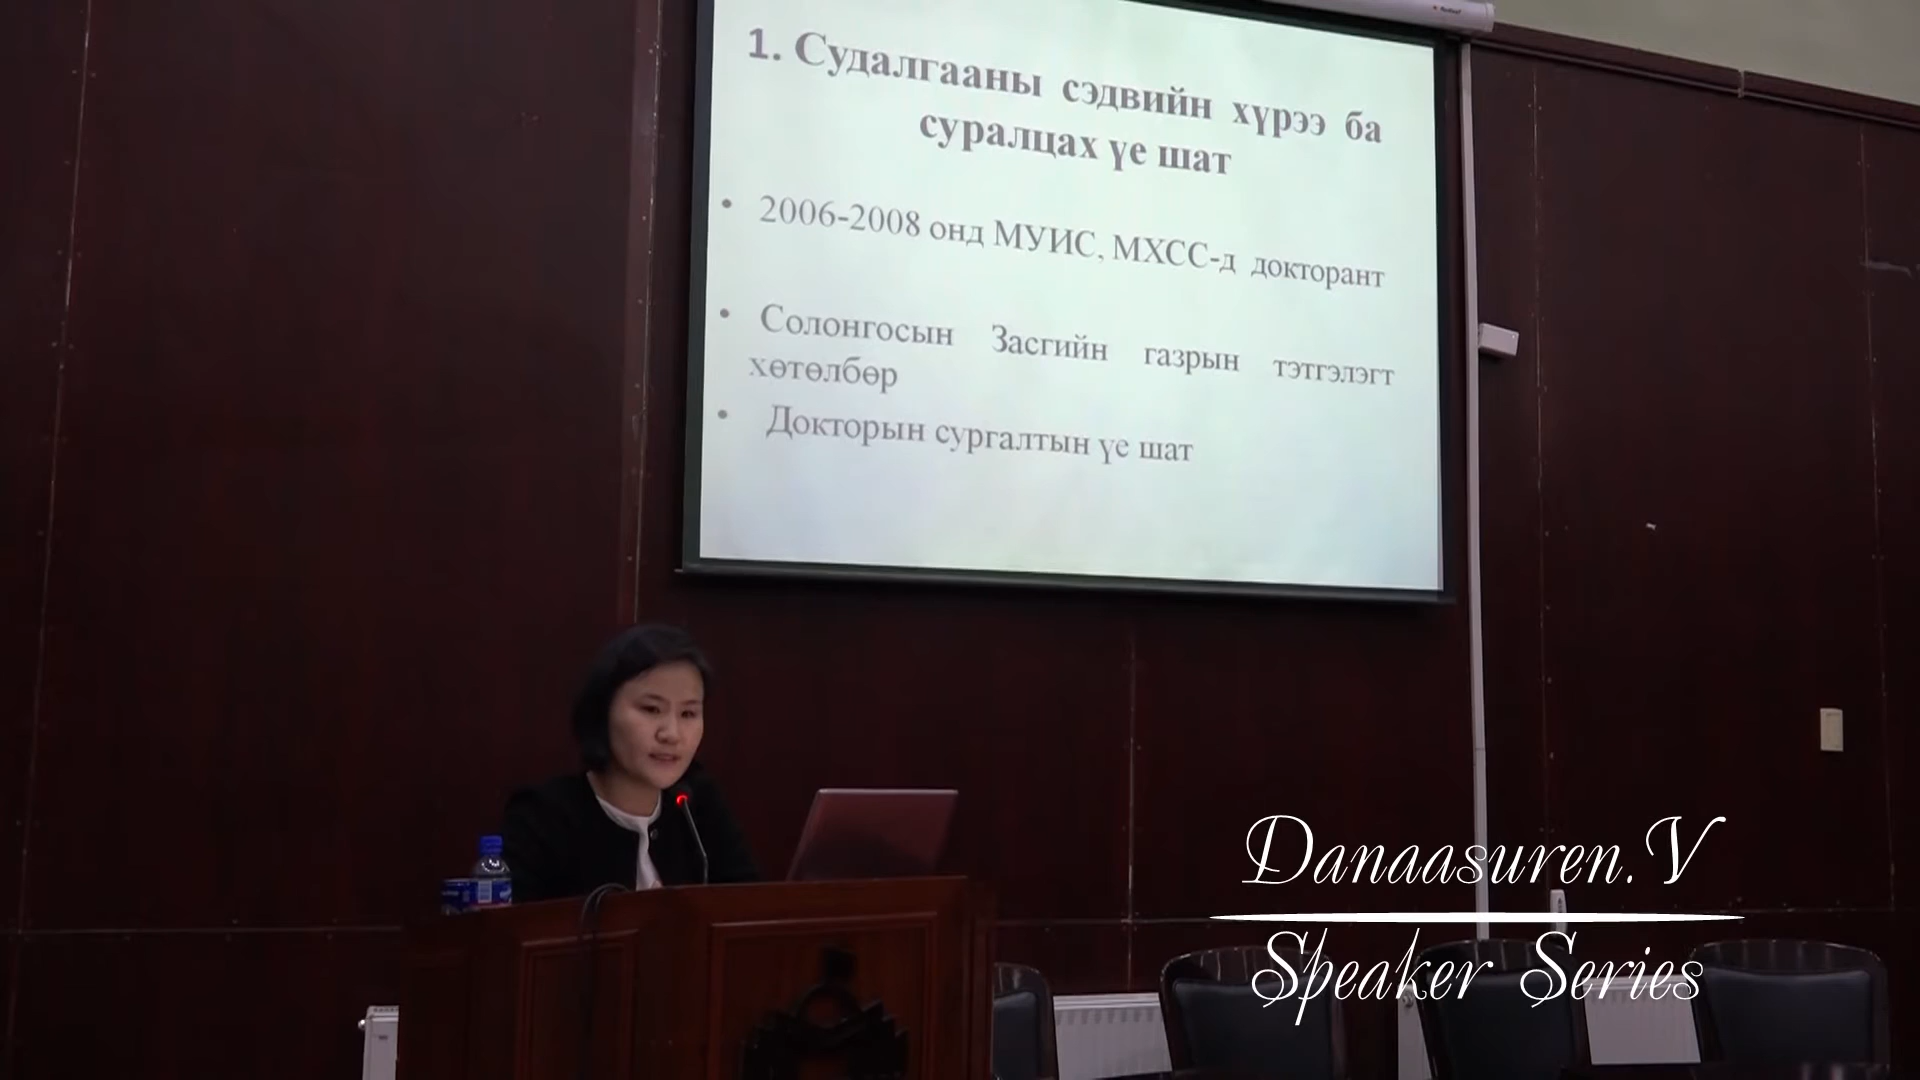 1. Судалгааны сэдвийн хүрээ ба
суралцах үе шат
• 2006-2008 онд МУИС, МХСС-д докторант
• Солонгосын Засгийн газрын тэтгэлэгт
хөтөлбөр
• Докторын сургалтын үе шат
Danaasuren.V
Speaker Series